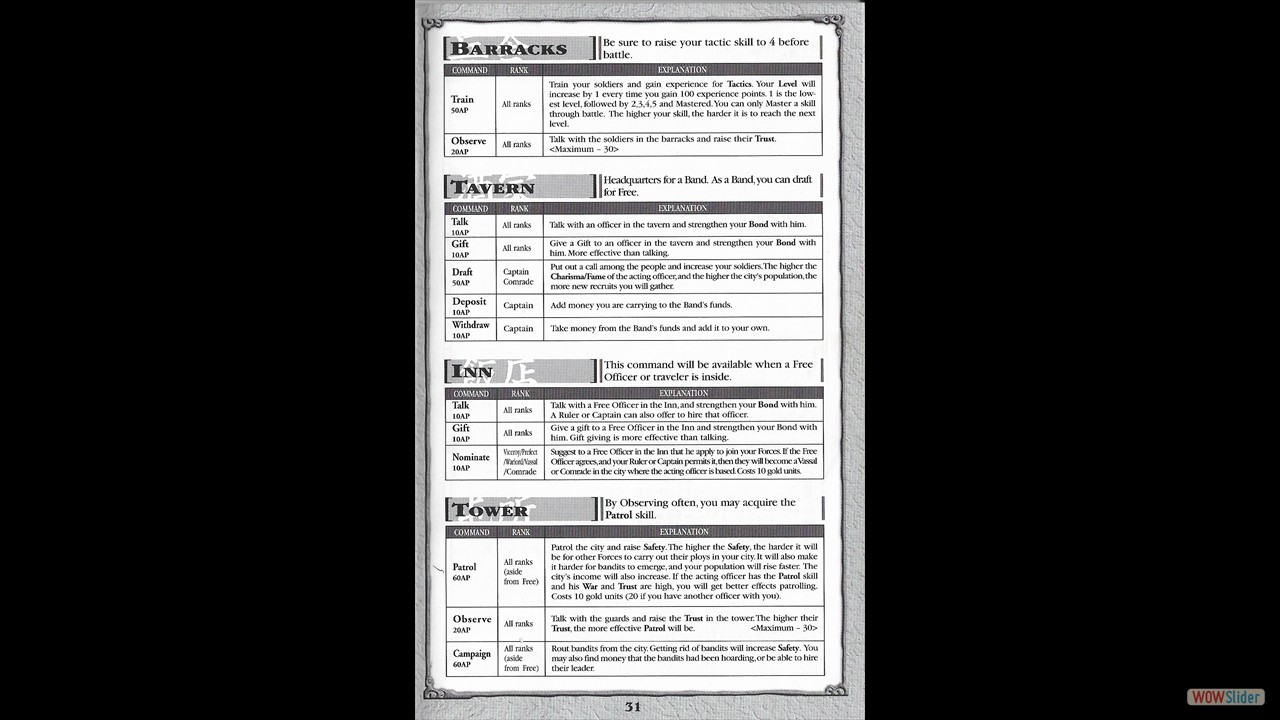 BARRACKS
Be sure to raise your tactic skill to 4 before
battle.
COMMAND RANK EXPLANATION
Train
50AP
All ranks
Train your soldiers and gain experience for Tactics. Your Level will
increase by 1 every time you gain 100 experience points. 1 is the low-
est level, followed by 2,3,4,5 and Mastered. You can only Master a skill
through battle. The higher your skill, the harder it is to reach the next
level.
Observe
20AP
All ranks
Talk with the soldiers in the barracks and raise their Trust.
<Maximum – 30>
TAVERN
Headquarters for a Band. As a Band, you can draft
for Free.
COMMAND RANK EXPLANATION
Talk
10AP
All ranks
Talk with an officer in the tavern and strengthen your Bond with him.
Gift
10AP
All ranks
Give a Gift to an officer in the tavern and strengthen your Bond with
him. More effective than talking.
Draft
50AP
Captain
Comrade
Put out a call among the people and increase your soldiers. The higher the
Charisma/Fame of the acting officer, and the higher the city's population, the
more new recruits you will gather.
Deposit
10AP
Captain
Add money you are carrying to the Band's funds.
Withdraw
10AP
Captain
Take money from the Band's funds and add it to your own.
飯店
INN
This command will be available when a Free
Officer or traveler is inside.
COMMAND RANK EXPLANATION
Talk
10AP
All ranks
Talk with a Free Officer in the Inn, and strengthen your Bond with him.
A Ruler or Captain can also offer to hire that officer.
Gift
10AP
All ranks
Give a gift to a Free Officer in the Inn and strengthen your Bond with
him. Gift giving is more effective than talking.
Nominate
10AP
Viceroy/Prefect
/Warlord/Vassal
/Comrade
Suggest to a Free Officer in the Inn that he apply to join your Forces. If the Free
Officer agrees, and your Ruler or Captain permits it, then they will become a Vassal
or Comrade in the city where the acting officer is based. Costs 10 gold units.
TOWER
By Observing often, you may acquire the
Patrol skill.
COMMAND RANK EXPLANATION
Patrol
60AP
All ranks
(aside
from Free)
Patrol the city and raise Safety. The higher the Safety, the harder it will
be for other Forces to carry out their ploys in your city. It will also make
it harder for bandits to emerge, and your population will rise faster. The
city's income will also increase. If the acting officer has the Patrol skill
and his War and Trust are high, you will get better effects patrolling.
Costs 10 gold units (20 if you have another officer with you).
Observe
20AP
All ranks
Talk with the guards and raise the Trust in the tower. The higher their
Trust, the more effective Patrol will be. <Maximum – 30>
Campaign
60AP
All ranks
(aside
from Free)
Rout bandits from the city. Getting rid of bandits will increase Safety. You
may also find money that the bandits had been hoarding, or be able to hire
their leader.
31
WOWSlider